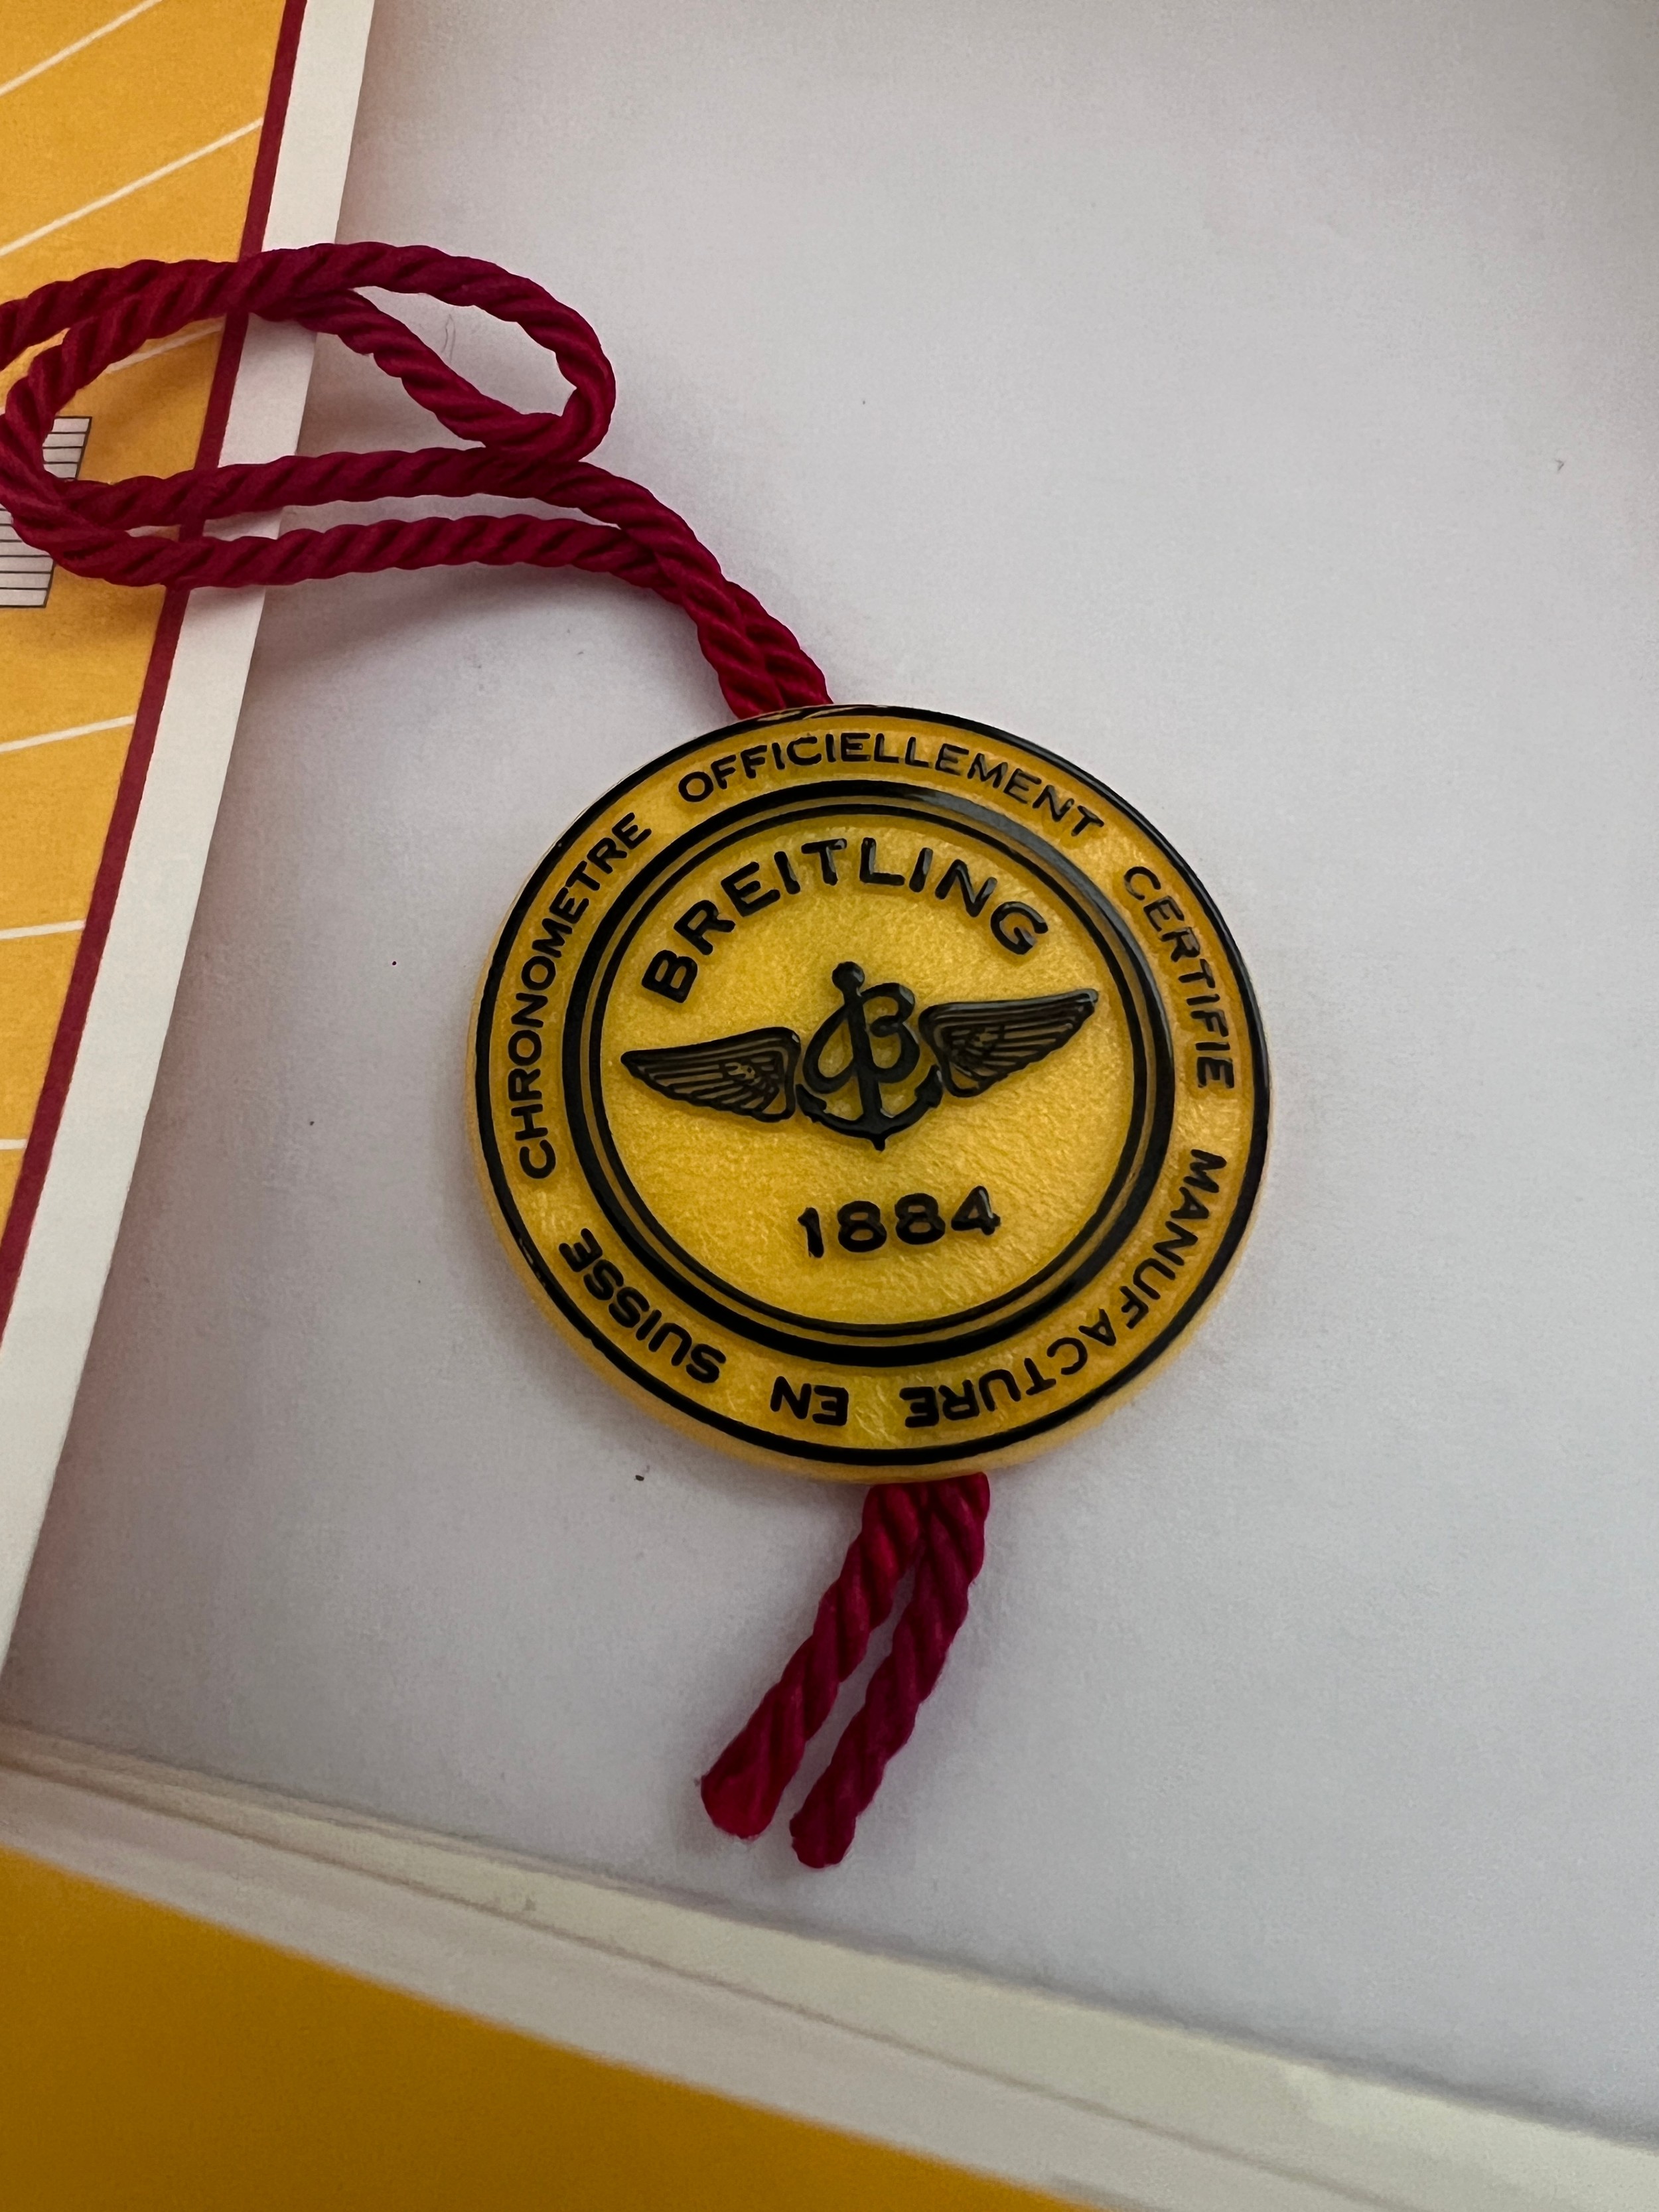 CHRONOMETRE OFFICIELLEMENT CERTIFIE MANUFACTURE EN SUISSE
BREITLING
B
1884